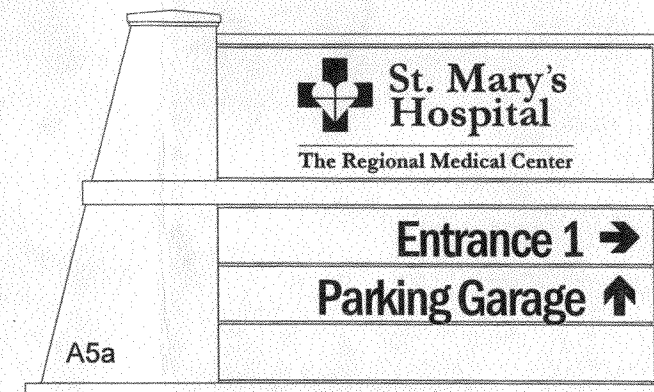 St. Mary's
Hospital
The Regional Medical Center
Entrance 1 →
Parking Garage ↑
A5a